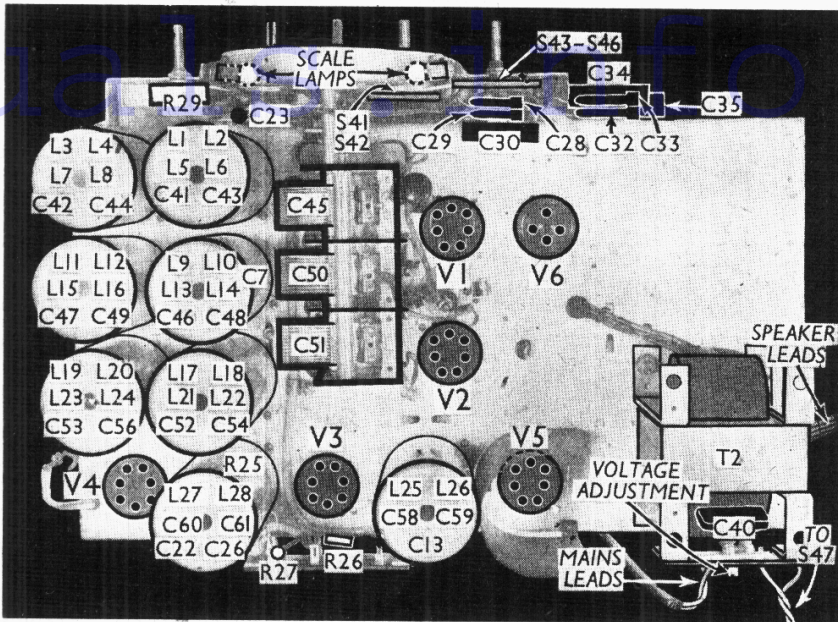 ualsinfo
SCALE LAMPS
S43-S46
C34
C35
R29
C23
S41
S42
C29
C30
C28
C32
C33
L3 L4
L7 L8
C42 C44
L1 L2
L5 L6
C41 C43
C45
V1
V6
L11 L12
L15 L16
C47 C49
L9 L10
L13 L14
C46 C48
C7
C50
C51
V2
SPEAKER LEADS
L19 L20
L23 L24
C53 C56
L17 L18
L21 L22
C52 C54
V4
R25
V3
V5
T2
L27 L28
C60 C61
C22 C26
L25 L26
C58 C59
C13
VOLTAGE ADJUSTMENT
C40
R27
R26
MAINS LEADS
TO S47